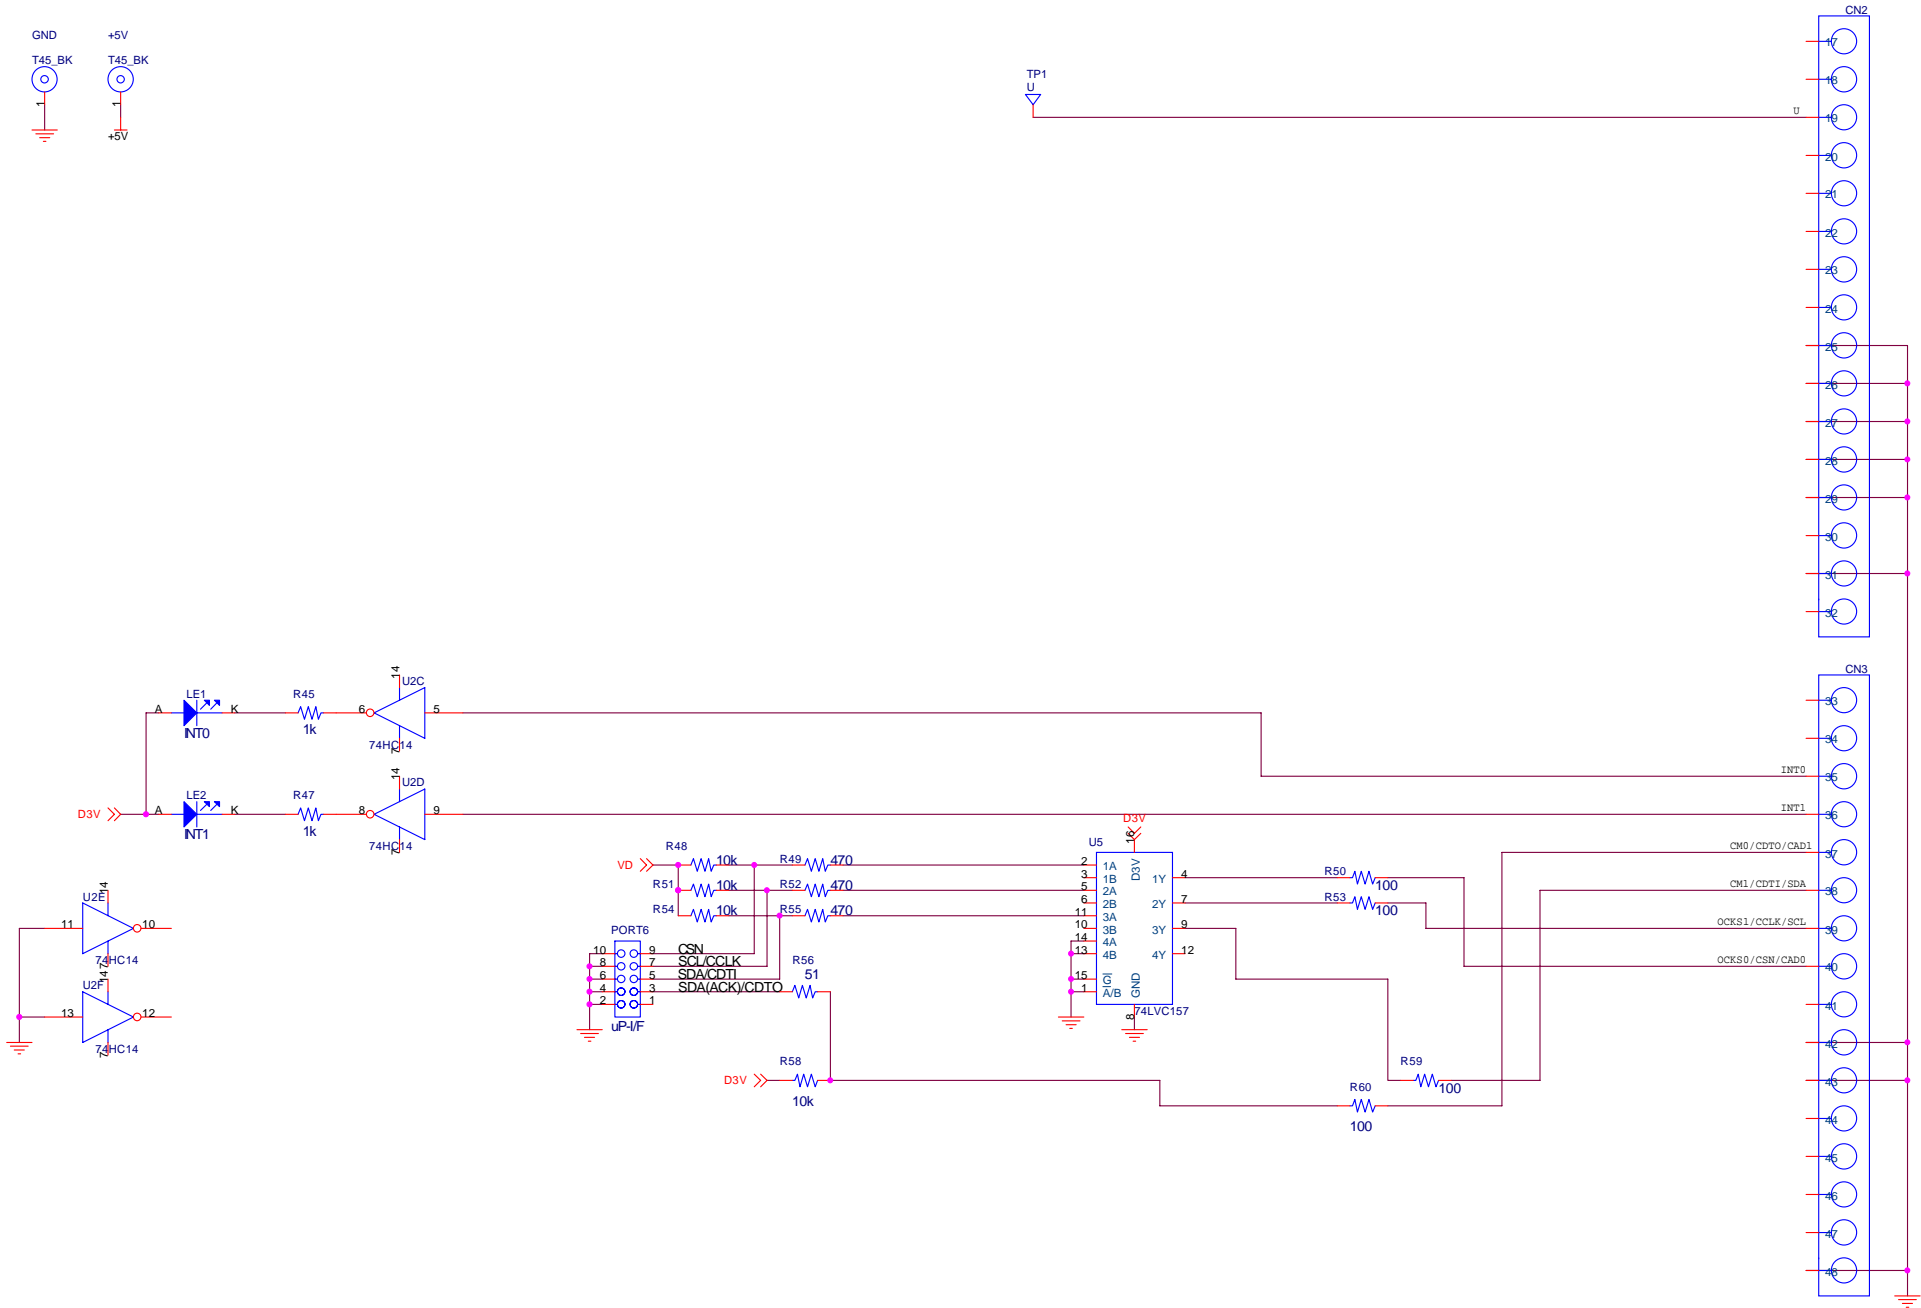 GND
+5V
T45_BK
T45_BK
1
1
+5V
TP1
U
U
CN2
17
18
19
20
21
22
23
24
25
26
27
28
29
30
31
32
CN3
33
34
INT0
35
INT1
36
CM0/CDTO/CAD1
37
CM1/CDTI/SDA
38
OCKS1/CCLK/SCL
39
OCKS0/CSN/CAD0
40
41
42
43
44
45
46
47
48
LE1
A
K
INT0
R45
1k
14
U2C
6
5
74HC14
7
D3V
LE2
A
K
INT1
R47
1k
14
U2D
8
9
74HC14
7
14
U2E
11
10
74HC14
7
14
U2F
13
12
74HC14
7
VD
R48
10k
R49
470
R51
10k
R52
470
R54
10k
R55
470
PORT6
10
9
CSN
8
7
SCL/CCLK
6
5
SDA/CDTI
4
3
SDA(ACK)/CDTO
2
1
uP-I/F
R56
51
D3V
R58
10k
D3V
16
U5
2
1A
3
1B
5
2A
6
2B
11
3A
10
3B
14
4A
13
4B
15
G
1
A/B
D3V
GND
1Y
4
2Y
7
3Y
9
4Y
12
8
74LVC157
R50
100
R53
100
R59
100
R60
100